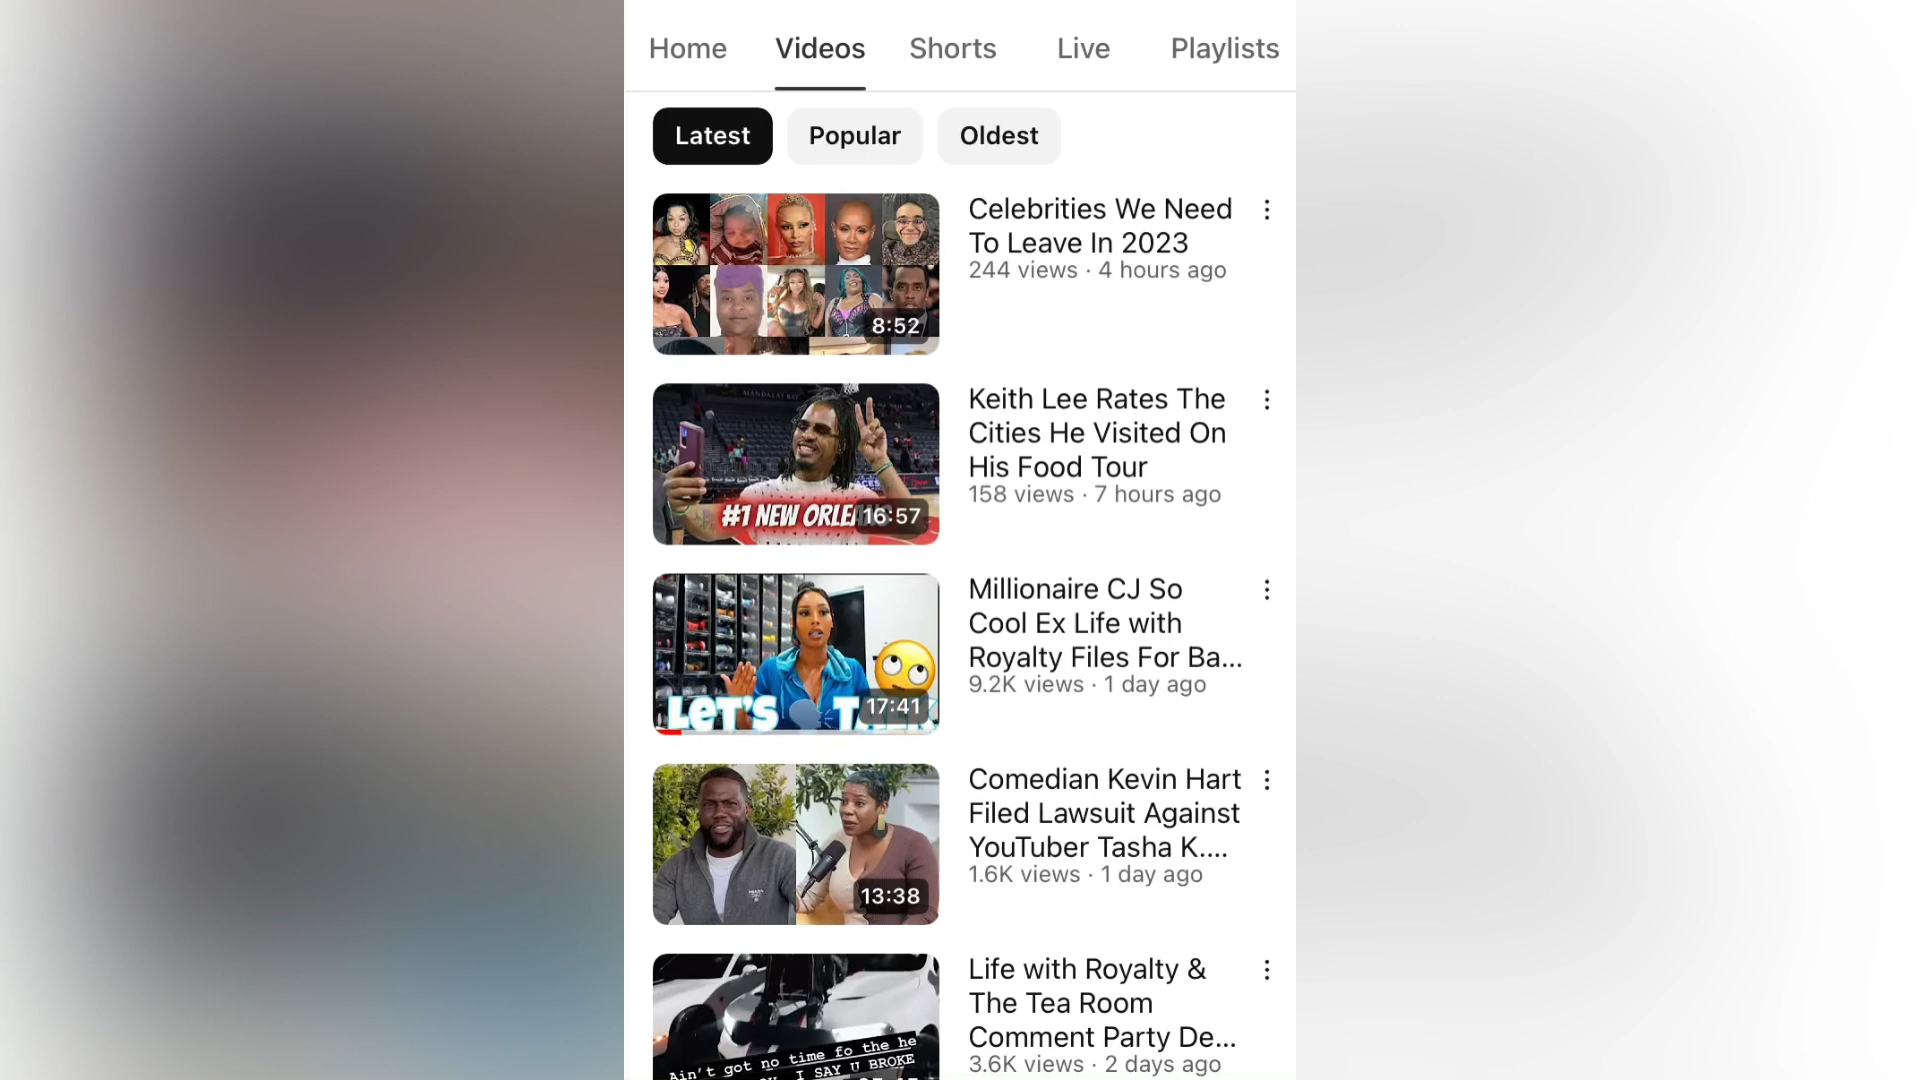 Home Videos Shorts Live Playlists
Latest Popular Oldest
Celebrities We Need
To Leave In 2023
244 views · 4 hours ago
8:52
Keith Lee Rates The
Cities He Visited On
His Food Tour
158 views · 7 hours ago
MANDALAY BAY
#1 NEW ORLEA
16:57
Millionaire CJ So
Cool Ex Life with
Royalty Files For Ba...
9.2K views · 1 day ago
LET'S
17:41
Comedian Kevin Hart
Filed Lawsuit Against
YouTuber Tasha K....
1.6K views · 1 day ago
13:38
Life with Royalty &
The Tea Room
Comment Party De...
3.6K views · 2 days ago
Ain't got no time fo the he
I SAY U BROKE